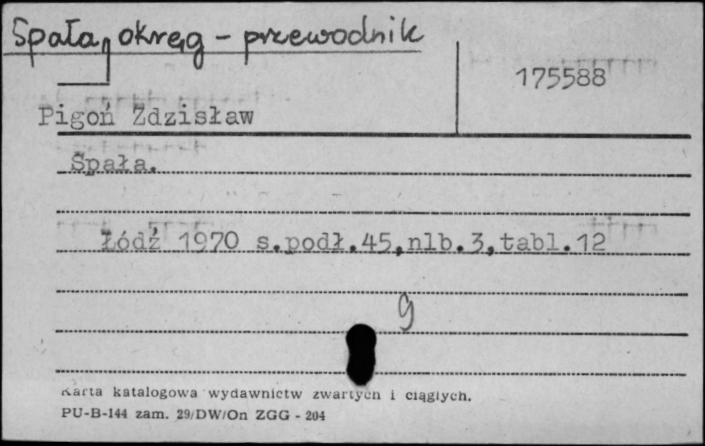 Spała, okręg - przewodnik
175588
Pigoń Zdzisław
Spała.
Łódź 1970 s.podł.45,nlb.3,tabl.12
g
Karta katalogowa wydawnictw zwartych i ciągłych.
PU-B-144 zam. 29/DW/On ZGG - 204